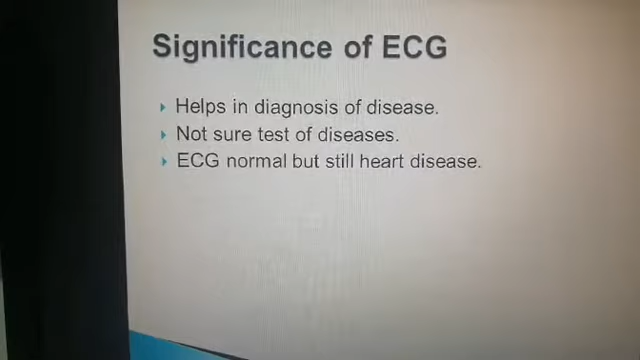 Significance of ECG
Helps in diagnosis of disease.
Not sure test of diseases.
ECG normal but still heart disease.